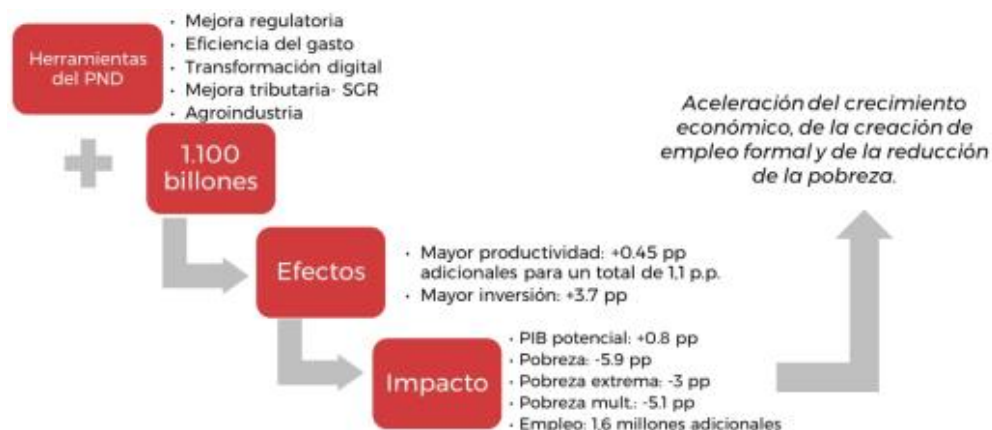 Herramientas
del PND
• Mejora regulatoria
• Eficiencia del gasto
• Transformación digital
• Mejora tributaria- SGR
• Agroindustria
1.100
billones
Efectos
• Mayor productividad: +0.45 pp
adicionales para un total de 1,1 p.p.
• Mayor inversión: +3.7 pp
Impacto
• PIB potencial: +0.8 pp
• Pobreza: -5.9 pp
• Pobreza extrema: -3 pp
• Pobreza mult.: -5.1 pp
• Empleo: 1.6 millones adicionales
Aceleración del crecimiento
económico, de la creación de
empleo formal y de la reducción
de la pobreza.